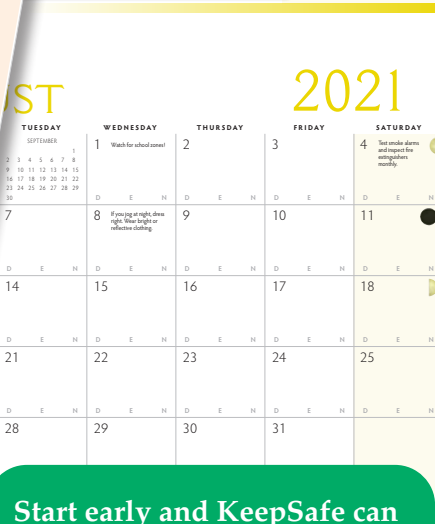 UST 2021
TUESDAY WEDNESDAY THURSDAY FRIDAY SATURDAY
SEPTEMBER
1
2 3 4 5 6 7 8
9 10 11 12 13 14 15
16 17 18 19 20 21 22
23 24 25 26 27 28 29
30
1 Watch for school zones!
2
3
4 Test smoke alarms
and inspect fire
extinguishers
monthly.
D E N D E N D E N D E N
7
8 If you jog at night, dress
right. Wear bright or
reflective clothing.
9
10
11
D E N D E N D E N D E N D E N
14 15 16 17 18
D E N D E N D E N D E N D E N
21 22 23 24 25
D E N D E N D E N D E N D E N
28 29 30 31
Start early and KeepSafe can